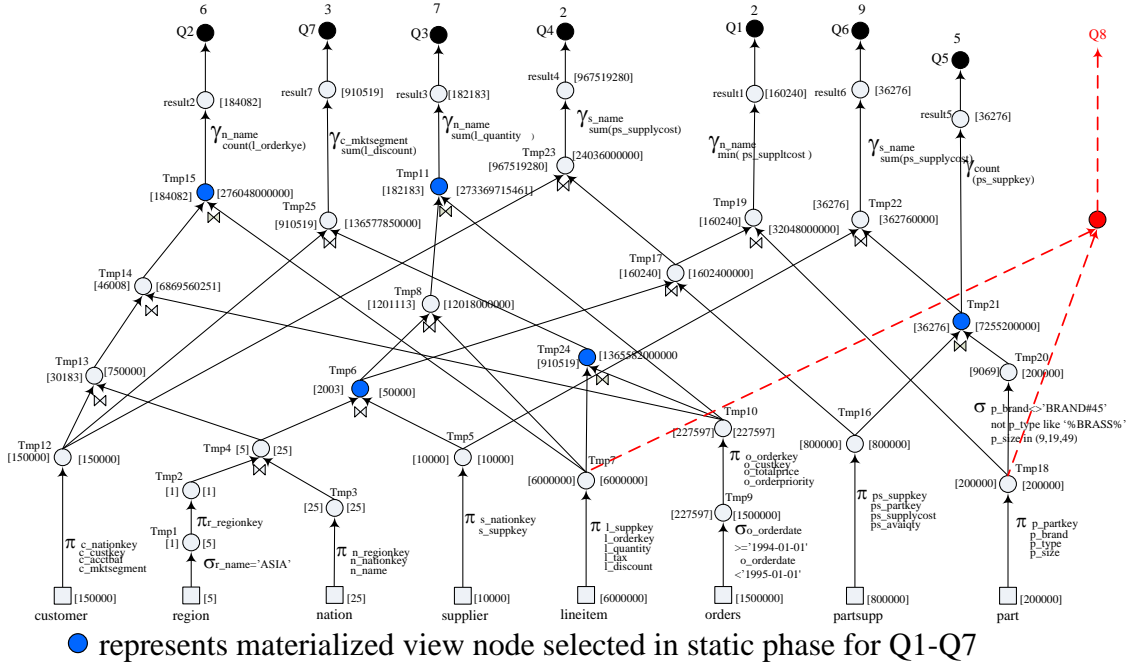 6
3
7
2
2
9
5
Q2
Q7
Q3
Q4
Q1
Q6
Q5
Q8
result2
[184082]
result7
[910519]
result3
[182183]
result4
[967519280]
result1
[160240]
result6
[36276]
result5
[36276]
γn_name
count(l_orderkye)
γc_mktsegment
sum(l_discount)
γn_name
sum(l_quantity )
γs_name
sum(ps_supplycost)
γn_name
min( ps_suppltcost )
γs_name
sum(ps_supplycost)
γcount
(ps_suppkey)
Tmp15
[184082]
[276048000000]
Tmp25
[910519]
[136577850000]
Tmp11
[182183]
[27336971546 1]
Tmp23
[967519280]
[24036000000]
Tmp19
[160240]
[32048000000]
Tmp22
[36276]
[362760000]
Tmp14
[46008]
[6869560251]
Tmp8
[1201113]
[12018000000]
Tmp17
[160240]
[1602400000]
Tmp21
[36276]
[7255200000]
Tmp13
[30183]
[750000]
Tmp6
[2003]
[50000]
Tmp24
[910519]
[1365582000000
Tmp20
[9069]
[200000]
σ p_brand<>'BRAND#45'
not p_type like '%BRASS%'
p_size in (9,19,49)
Tmp12
[150000]
[150000]
Tmp4
[5]
[25]
Tmp5
[10000]
[10000]
Tmp7
[6000000]
[6000000]
Tmp10
[227597]
[227597]
Tmp16
[800000]
[800000]
Tmp18
[200000]
[200000]
Tmp2
[1]
[1]
Tmp3
[25]
[25]
πr_regionkey
Tmp1
[1]
[5]
σr_name='ASIA'
π c_nationkey
c_custkey
c_acctbal
c_mktsegment
π n_regionkey
n_nationkey
n_name
π s_nationkey
s_suppkey
π l_suppkey
l_orderkey
l_quantity
l_tax
l_discount
π o_orderkey
o_custkey
o_totalprice
o_orderpriority
Tmp9
[227597]
[1500000]
σo_orderdate
>='1994-01-01'
o_orderdate
<'1995-01-01'
π ps_suppkey
ps_partkey
ps_supplycost
ps_avaiqty
π p_partkey
p_brand
p_type
p_size
[150000]
[5]
[25]
[10000]
[6000000]
[1500000]
[800000]
[200000]
customer
region
nation
supplier
lineitem
orders
partsupp
part
represents materialized view node selected in static phase for Q1-Q7